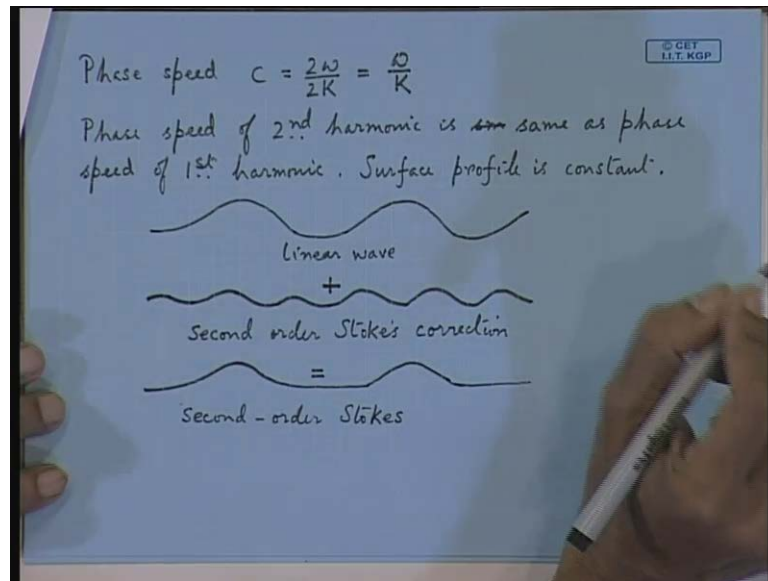 © CET
I.I.T. KGP
Phase speed C = 2ω/2K = ω/K
Phase speed of 2nd harmonic is same as phase
speed of 1st harmonic. Surface profile is constant.
linear wave
+
Second order Stoke's correction
=
Second-order Stokes